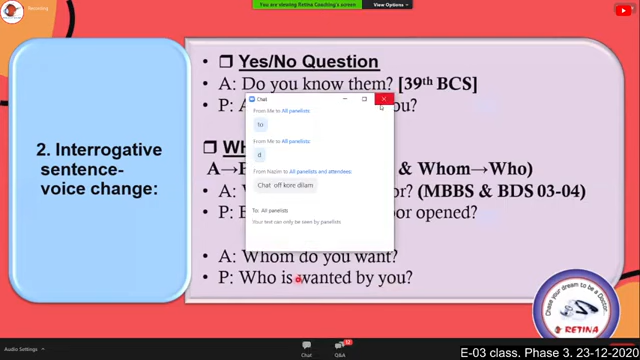 Recording
You are viewing Retina Coaching's screen
View Options
2. Interrogative
sentence-
voice change:
❒ Yes/No Question
• A: Do you know them? [39th BCS]
• P: A you?
❒ WH
A→ & Whom→Who)
• A: or? (MBBS & BDS 03-04)
• P: oor opened?
• A: Whom do you want?
• P: Who is wanted by you?
Chat
From Me to All panelists:
to
From Me to All panelists:
d
From Nazim to All panelists and attendees:
Chat off kore dilam
To: All panelists
Your text can only be seen by panelists
Chase your dream to be a Doctor.
RETINA
Audio Settings
Chat
Q&A
E-03 class. Phase 3. 23-12-2020